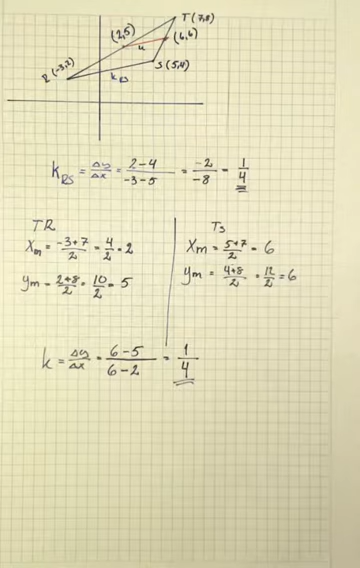 T (7,8)
(2,5) (6,6)
k
R (-3,2) S (5,4)
k_RS
k_RS = Δy/Δx = (2-4)/(-3-5) = -2/-8 = 1/4
TR
x_m = (-3+7)/2 = 4/2 = 2
y_m = (2+8)/2 = 10/2 = 5
TS
x_m = (5+7)/2 = 6
y_m = (4+8)/2 = 12/2 = 6
k = Δy/Δx = (6-5)/(6-2) = 1/4